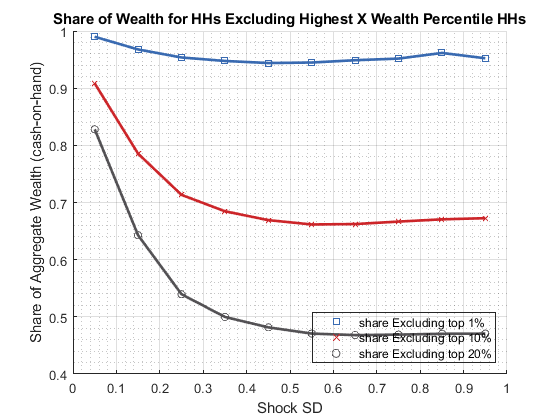 Share of Wealth for HHs Excluding Highest X Wealth Percentile HHs
Share of Aggregate Wealth (cash-on-hand)
1
0.9
0.8
0.7
0.6
0.5
0.4
share Excluding top 1%
share Excluding top 10%
share Excluding top 20%
0 0.1 0.2 0.3 0.4 0.5 0.6 0.7 0.8 0.9 1
Shock SD